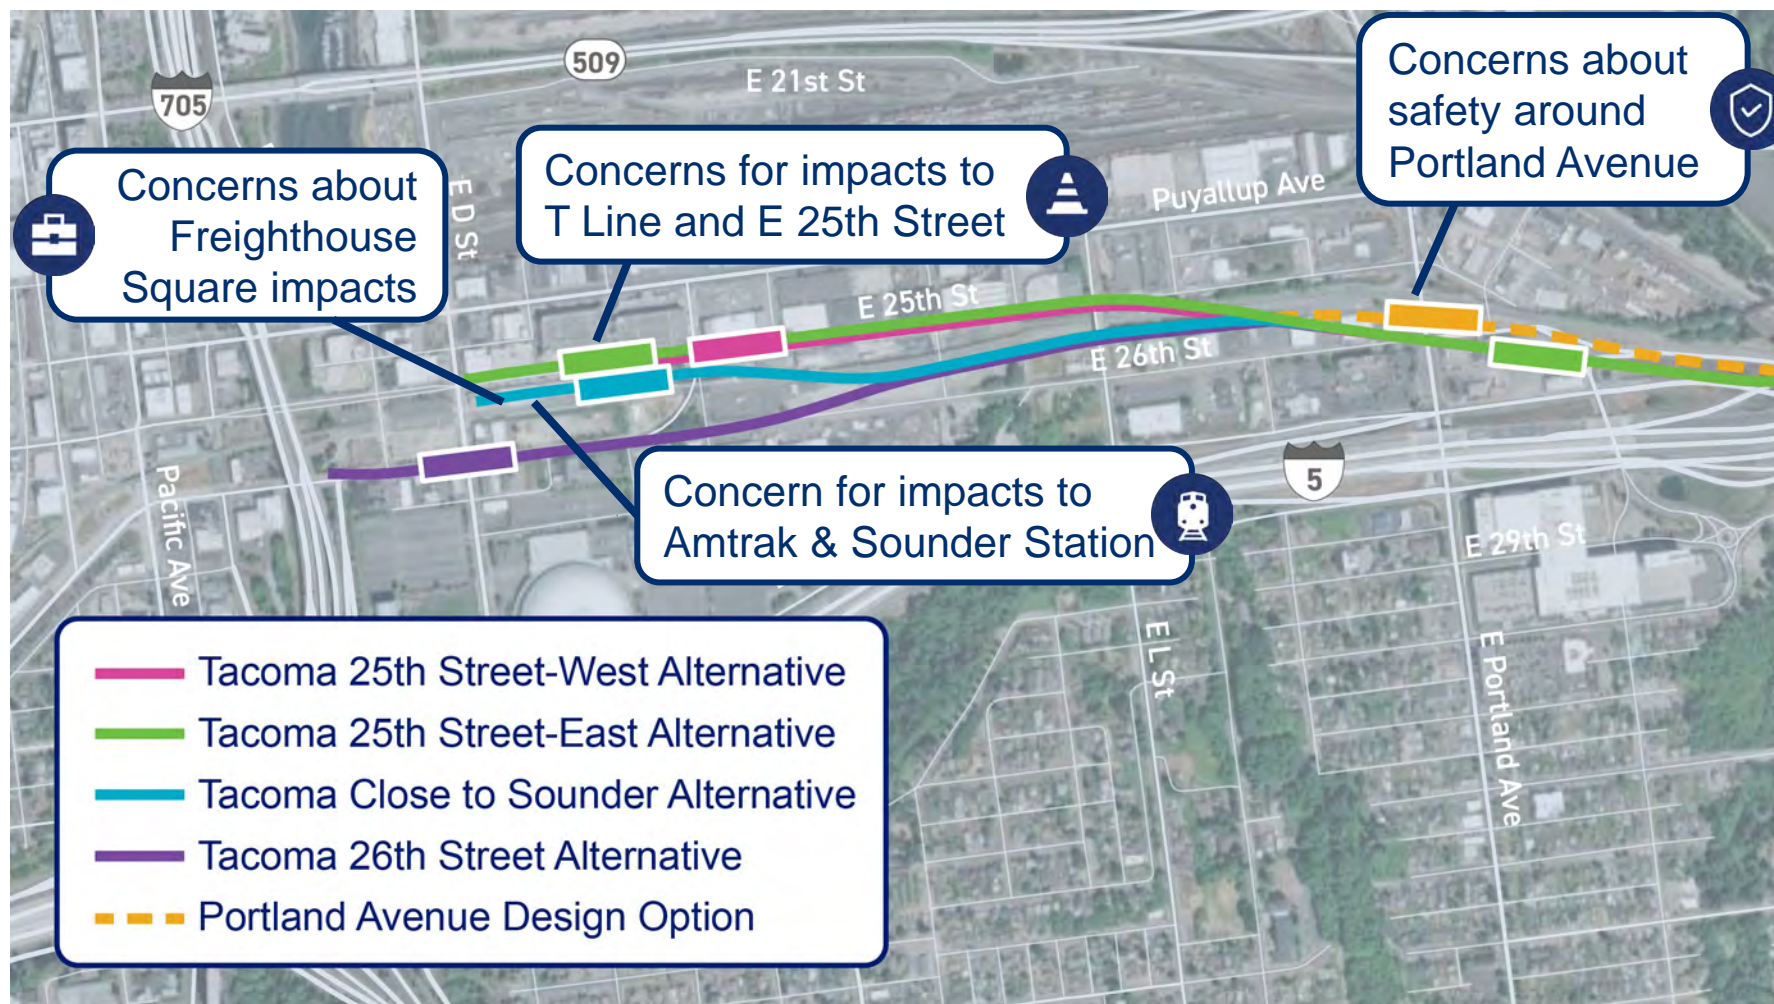 509
E 21st St
705
Concerns about
safety around
Portland Avenue
Concerns about
Freighthouse
Square impacts
E D St
Concerns for impacts to
T Line and E 25th Street
Puyallup Ave
E 25th St
E 26th St
Pacific Ave
Concern for impacts to
Amtrak & Sounder Station
5
E 29th St
E L St
E Portland Ave
Tacoma 25th Street-West Alternative
Tacoma 25th Street-East Alternative
Tacoma Close to Sounder Alternative
Tacoma 26th Street Alternative
Portland Avenue Design Option